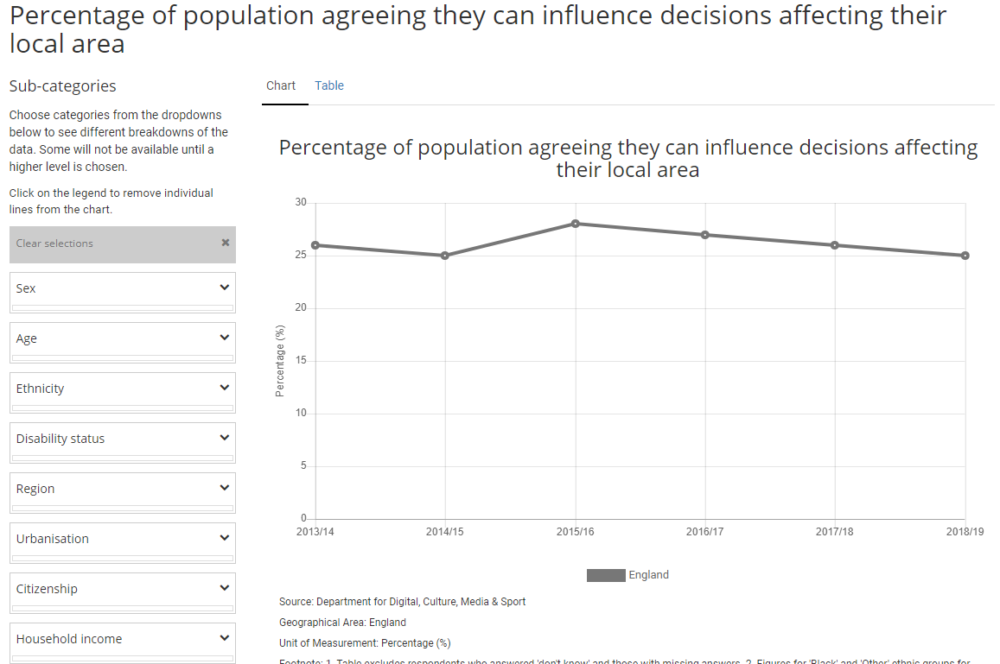 Percentage of population agreeing they can influence decisions affecting their
local area
Sub-categories
Choose categories from the dropdowns
below to see different breakdowns of the
data. Some will not be available until a
higher level is chosen.
Click on the legend to remove individual
lines from the chart.
Clear selections ×
Sex
Age
Ethnicity
Disability status
Region
Urbanisation
Citizenship
Household income
Chart Table
Percentage of population agreeing they can influence decisions affecting
their local area
Percentage (%)
30
25
20
15
10
5
0
2013/14 2014/15 2015/16 2016/17 2017/18 2018/19
England
Source: Department for Digital, Culture, Media & Sport
Geographical Area: England
Unit of Measurement: Percentage (%)
Footnote: 1. Table excludes respondents who answered 'don't know' and those with missing answers. 2. Figures for 'Black' and 'Other' ethnic groups for